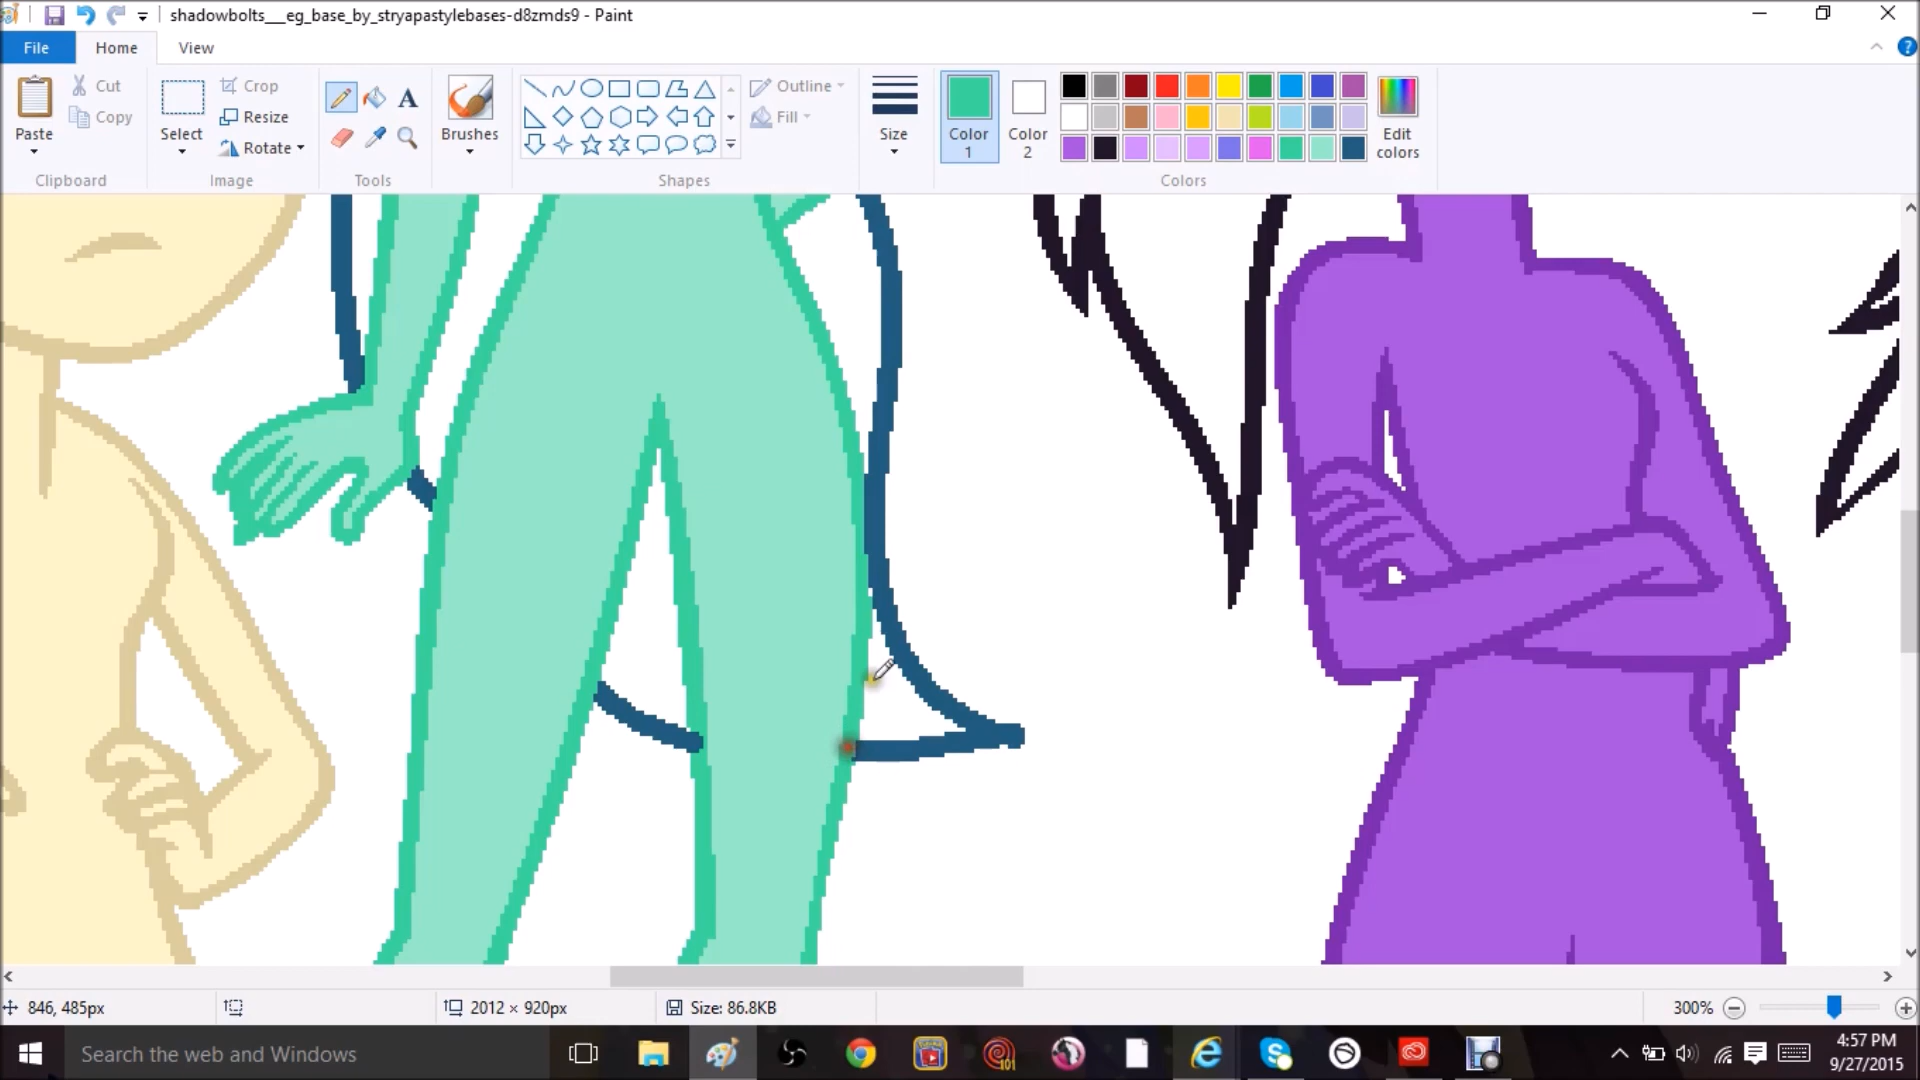 shadowbolts__eg_base_by_stryapastylebases-d8zmds9 - Paint
File Home View
Paste Cut Copy Clipboard
Select Crop Resize Rotate Image
A Tools
Brushes
Shapes Outline Fill
Size
Color 1 Color 2 Edit colors Colors
846, 485px 2012 × 920px Size: 86.8KB 300%
Search the web and Windows 101 4:57 PM
9/27/2015